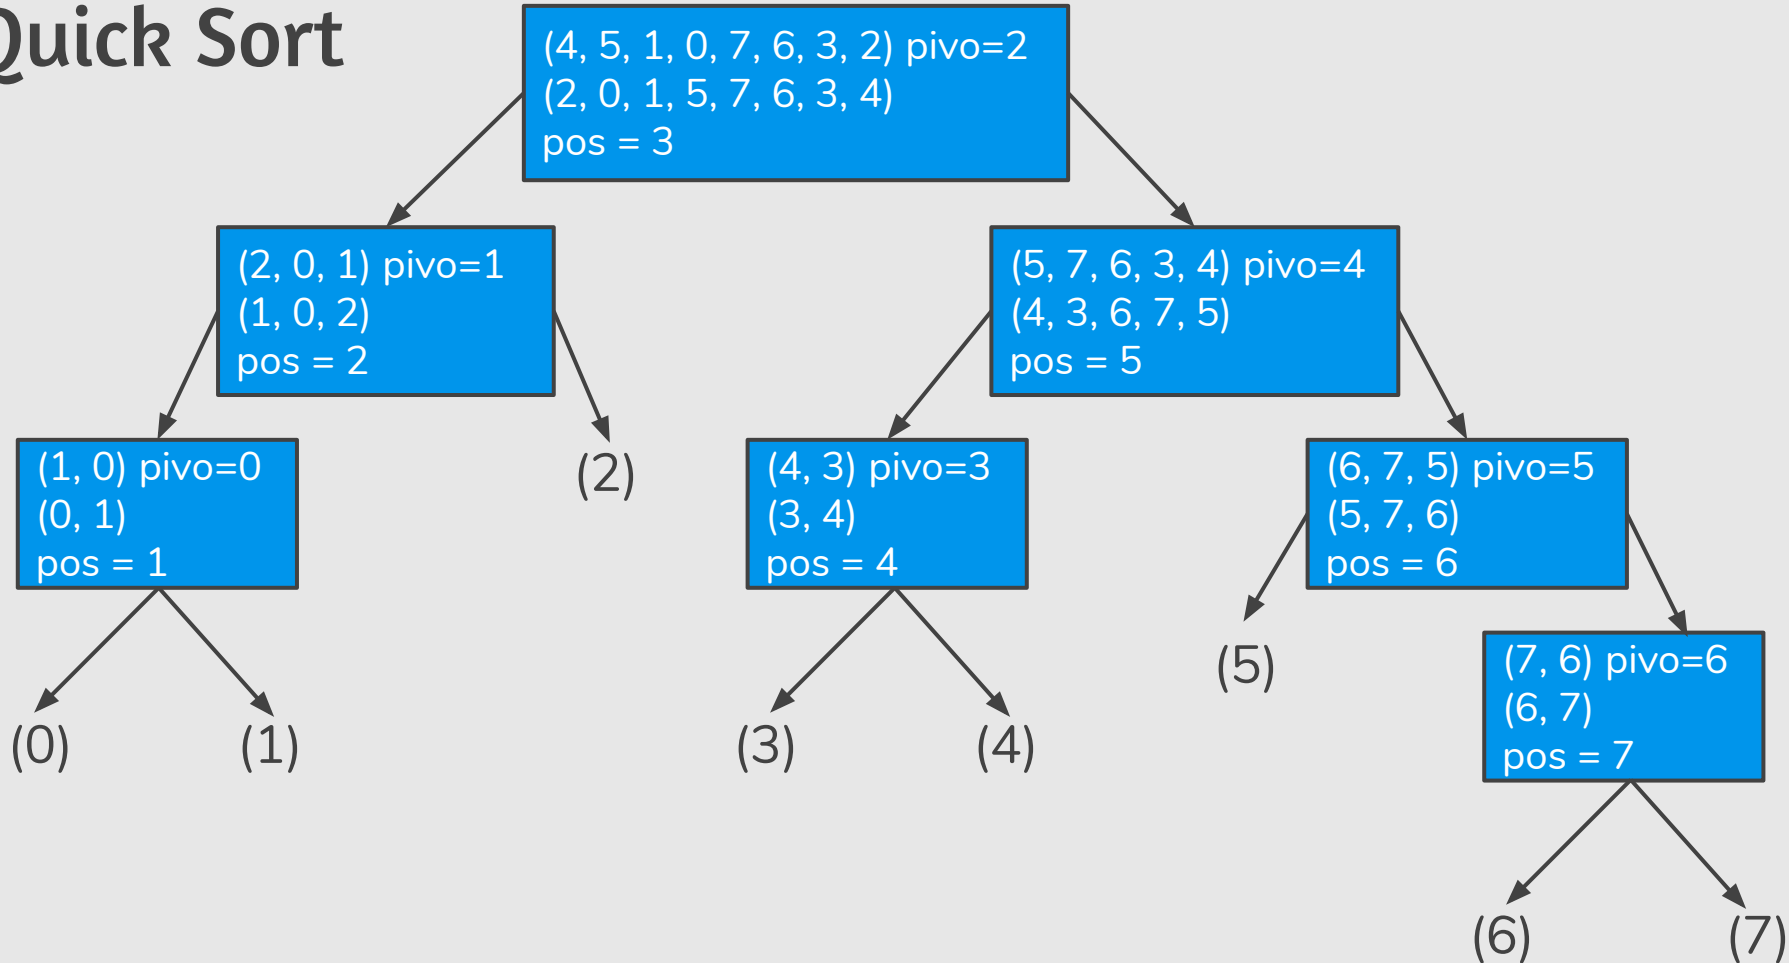 Quick Sort
(4, 5, 1, 0, 7, 6, 3, 2) pivo=2
(2, 0, 1, 5, 7, 6, 3, 4)
pos = 3
(2, 0, 1) pivo=1
(1, 0, 2)
pos = 2
(5, 7, 6, 3, 4) pivo=4
(4, 3, 6, 7, 5)
pos = 5
(1, 0) pivo=0
(0, 1)
pos = 1
(2)
(4, 3) pivo=3
(3, 4)
pos = 4
(6, 7, 5) pivo=5
(5, 7, 6)
pos = 6
(5)
(7, 6) pivo=6
(6, 7)
pos = 7
(0)
(1)
(3)
(4)
(6)
(7)